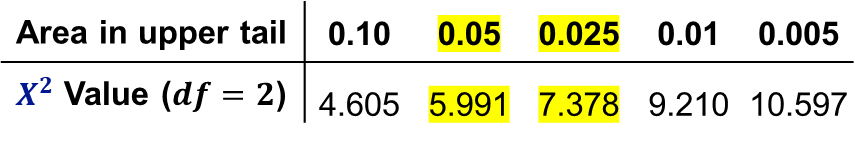 Area in upper tail 0.10 0.05 0.025 0.01 0.005
X² Value (df = 2) 4.605 5.991 7.378 9.210 10.597